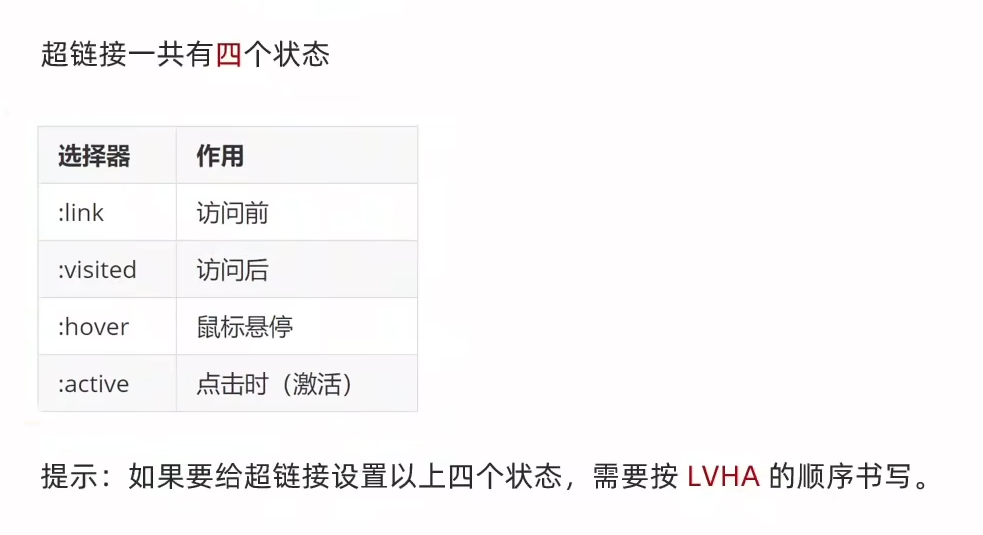 超链接一共有四个状态
选择器 作用
:link 访问前
:visited 访问后
:hover 鼠标悬停
:active 点击时（激活）
提示：如果要给超链接设置以上四个状态，需要按 LVHA 的顺序书写。